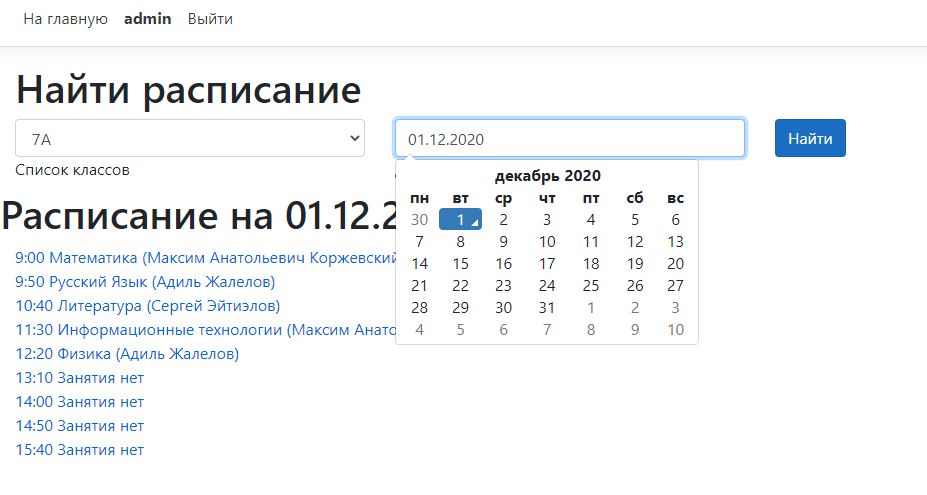 На главную admin Выйти
Найти расписание
7А 01.12.2020 Найти
Список классов
декабрь 2020
пн вт ср чт пт сб вс
30 1 2 3 4 5 6
7 8 9 10 11 12 13
14 15 16 17 18 19 20
21 22 23 24 25 26 27
28 29 30 31 1 2 3
4 5 6 7 8 9 10
Расписание на 01.12.2
9:00 Математика (Максим Анатольевич Коржевский
9:50 Русский Язык (Адиль Жалелов)
10:40 Литература (Сергей Эйтиэлов)
11:30 Информационные технологии (Максим Анато
12:20 Физика (Адиль Жалелов)
13:10 Занятия нет
14:00 Занятия нет
14:50 Занятия нет
15:40 Занятия нет